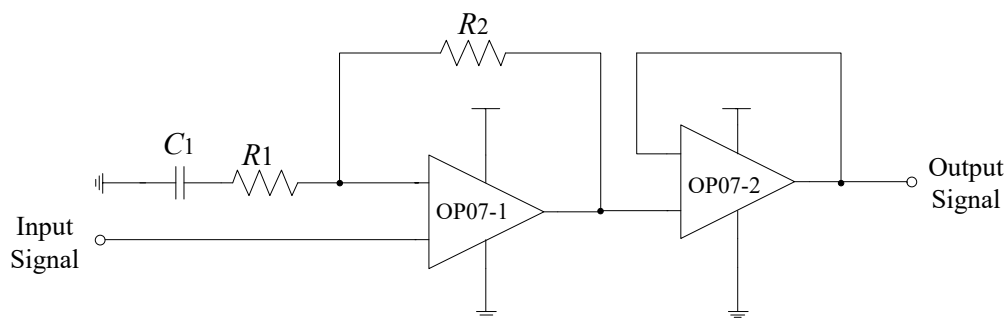 R2
C1
R1
OP07-1
OP07-2
Input
Signal
Output
Signal